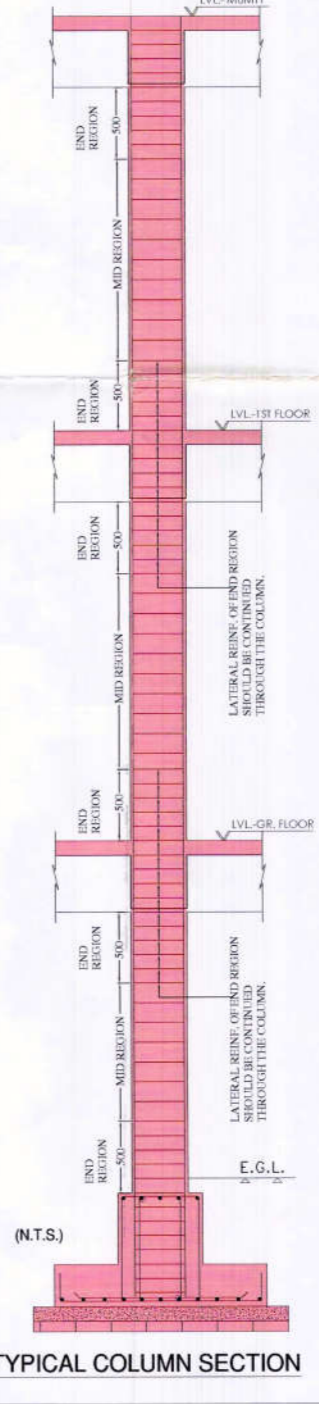 LVL.-MUMTY
END
REGION
500
MID REGION
END
REGION
500
LVL.-1ST FLOOR
END
REGION
500
LATERAL REINF. OF END REGION
SHOULD BE CONTINUED
THROUGH THE COLUMN.
MID REGION
END
REGION
500
LVL.-GR. FLOOR
END
REGION
500
LATERAL REINF. OF END REGION
SHOULD BE CONTINUED
THROUGH THE COLUMN.
MID REGION
END
REGION
500
E.G.L.
(N.T.S.)
TYPICAL COLUMN SECTION